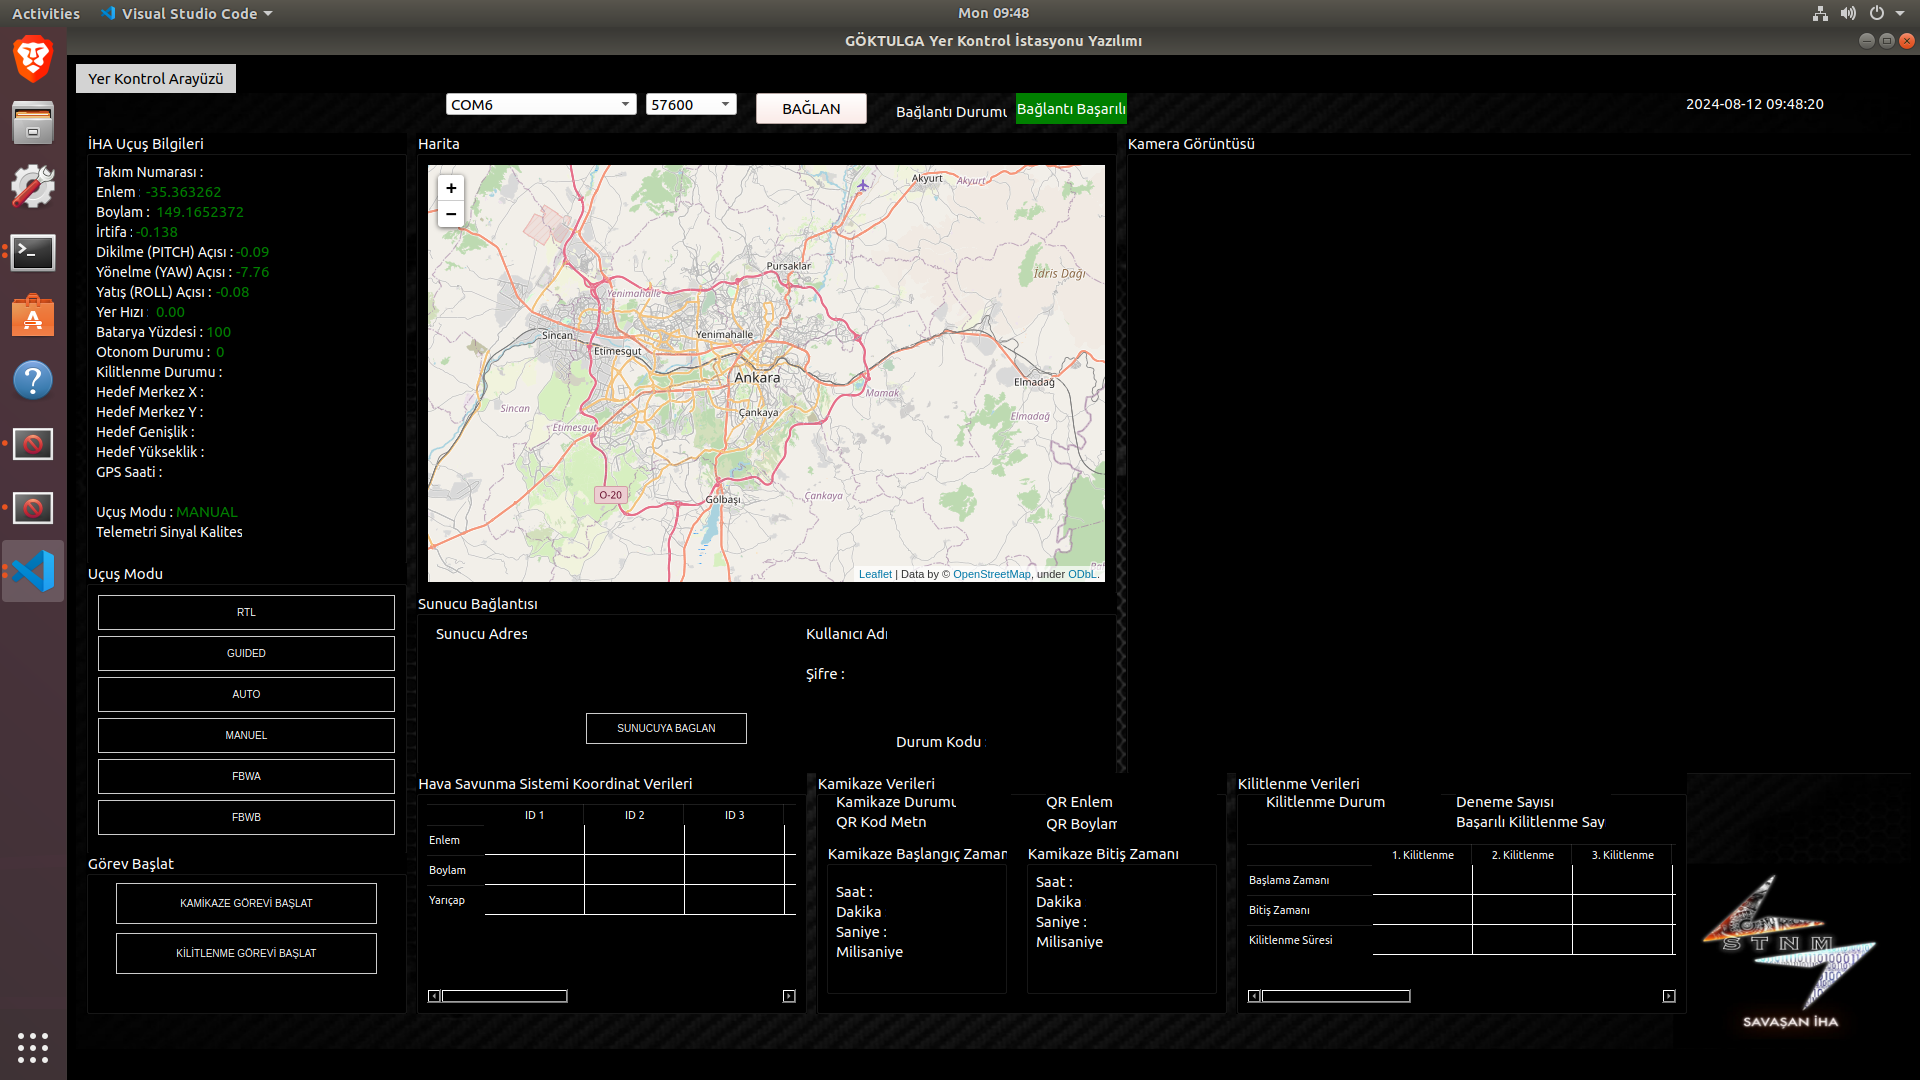 Activities
Visual Studio Code
Mon 09:48
GÖKTULGA Yer Kontrol İstasyonu Yazılımı
Yer Kontrol Arayüzü
COM6
57600
BAĞLAN
Bağlantı Durumu
Bağlantı Başarılı
2024-08-12 09:48:20
İHA Uçuş Bilgileri
Takım Numarası :
Enlem : -35.363262
Boylam : 149.1652372
İrtifa : -0.138
Dikilme (PITCH) Açısı : -0.09
Yönelme (YAW) Açısı : -7.76
Yatış (ROLL) Açısı : -0.08
Yer Hızı : 0.00
Batarya Yüzdesi : 100
Otonom Durumu : 0
Kilitlenme Durumu :
Hedef Merkez X :
Hedef Merkez Y :
Hedef Genişlik :
Hedef Yükseklik :
GPS Saati :
Uçuş Modu : MANUAL
Telemetri Sinyal Kalites
Uçuş Modu
RTL
GUIDED
AUTO
MANUEL
FBWA
FBWB
Görev Başlat
KAMİKAZE GÖREVİ BAŞLAT
KİLİTLENME GÖREVİ BAŞLAT
Harita
+
−
Akyurt
Akyurt
Pursaklar
İdris Dağı
Yenimahalle
Sincan
Yenimahalle
Etimesgut
Ankara
Elmadağ
Mamak
Sincan
Çankaya
Elmadağ
Etimesgut
O-20
Gölbaşı
Çankaya
Leaflet | Data by © OpenStreetMap, under ODbL.
Kamera Görüntüsü
Sunucu Bağlantısı
Sunucu Adres
Kullanıcı Adı
Şifre :
SUNUCUYA BAGLAN
Durum Kodu :
Hava Savunma Sistemi Koordinat Verileri
ID 1
ID 2
ID 3
Enlem
Boylam
Yarıçap
Kamikaze Verileri
Kamikaze Durumu
QR Enlem
QR Kod Metn
QR Boylam
Kamikaze Başlangıç Zaman
Saat :
Dakika
Saniye :
Milisaniye
Kamikaze Bitiş Zamanı
Saat :
Dakika
Saniye :
Milisaniye
Kilitlenme Verileri
Kilitlenme Durum
Deneme Sayısı
Başarılı Kilitlenme Say
1. Kilitlenme
2. Kilitlenme
3. Kilitlenme
Başlama Zamanı
Bitiş Zamanı
Kilitlenme Süresi
STNM
SAVAŞAN İHA